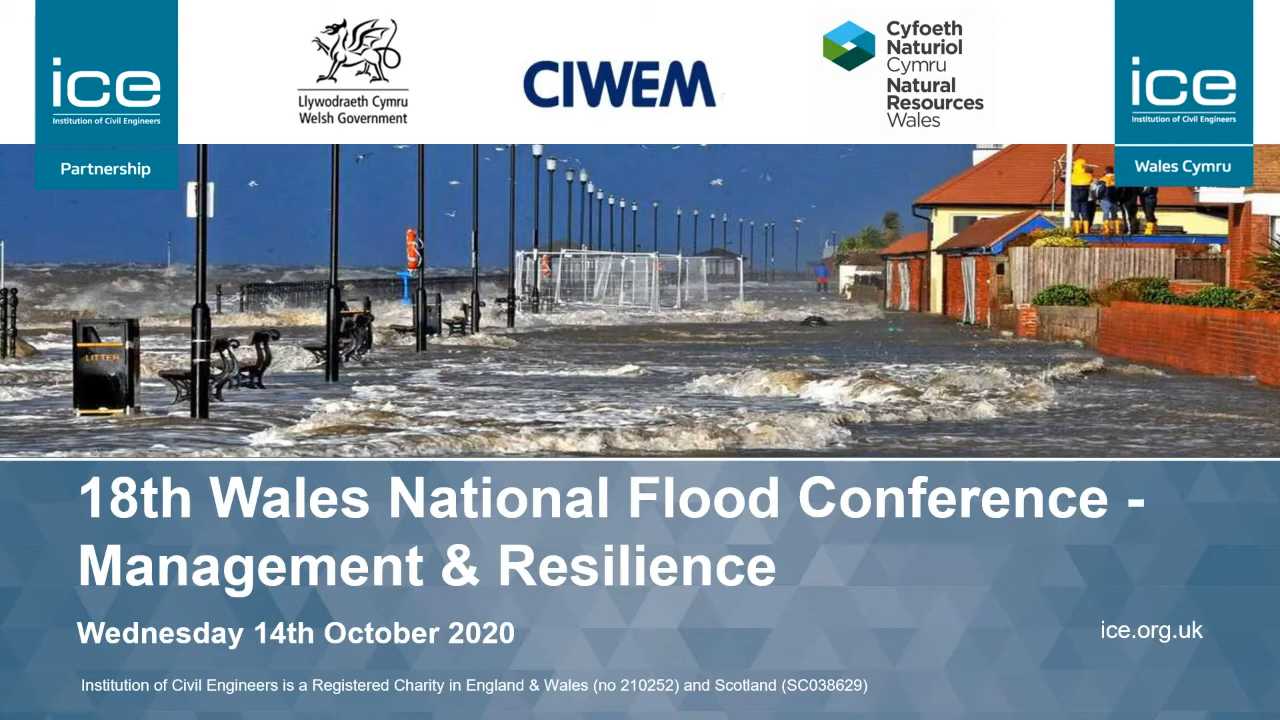 ice
Institution of Civil Engineers
Partnership
Llywodraeth Cymru
Welsh Government
CIWEM
Cyfoeth
Naturiol
Cymru
Natural
Resources
Wales
ice
Institution of Civil Engineers
Wales Cymru
LITTER
18th Wales National Flood Conference -
Management & Resilience
Wednesday 14th October 2020
ice.org.uk
Institution of Civil Engineers is a Registered Charity in England & Wales (no 210252) and Scotland (SC038629)